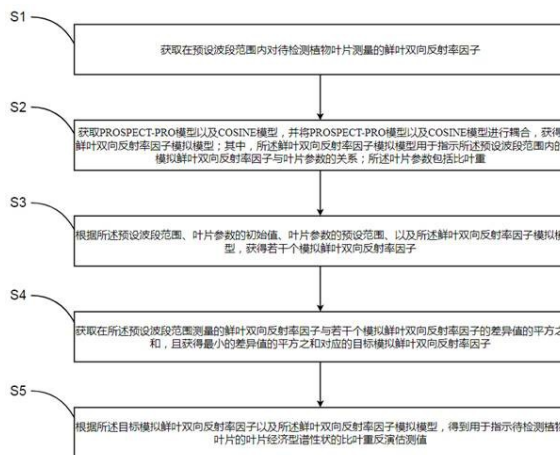 S1
获取在预设波段范围内对待检测植物叶片测量的鲜叶双向反射率因子
S2
获取PROSPECT-PRO模型以及COSINE模型，并将PROSPECT-PRO模型以及COSINE模型进行耦合，获得
鲜叶双向反射率因子模拟模型；其中，所述鲜叶双向反射率因子模拟模型用于指示所述预设波段范围内的
模拟鲜叶双向反射率因子与叶片参数的关系；所述叶片参数包括比叶重
S3
根据所述预设波段范围、叶片参数的初始值、叶片参数的预设范围、以及所述鲜叶双向反射率因子模拟模
型，获得若干个模拟鲜叶双向反射率因子
S4
获取在所述预设波段范围测量的鲜叶双向反射率因子与若干个模拟鲜叶双向反射率因子的差异值的平方之
和，且获得最小的差异值的平方之和对应的目标模拟鲜叶双向反射率因子
S5
根据所述目标模拟鲜叶双向反射率因子以及所述鲜叶双向反射率因子模拟模型，得到用于指示待检测植物
叶片的叶片经济型谱性状的比叶重反演估测值